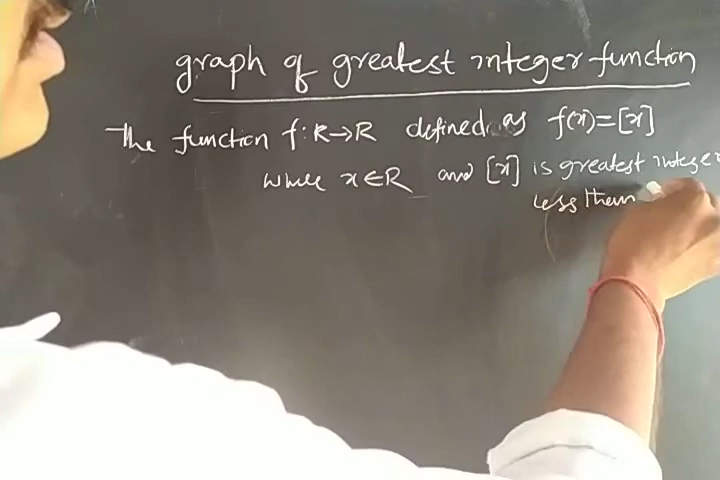 graph of greatest integer function
The function f:R→R defined as f(x)=[x]
where x∈R and [x] is greatest integer
less than